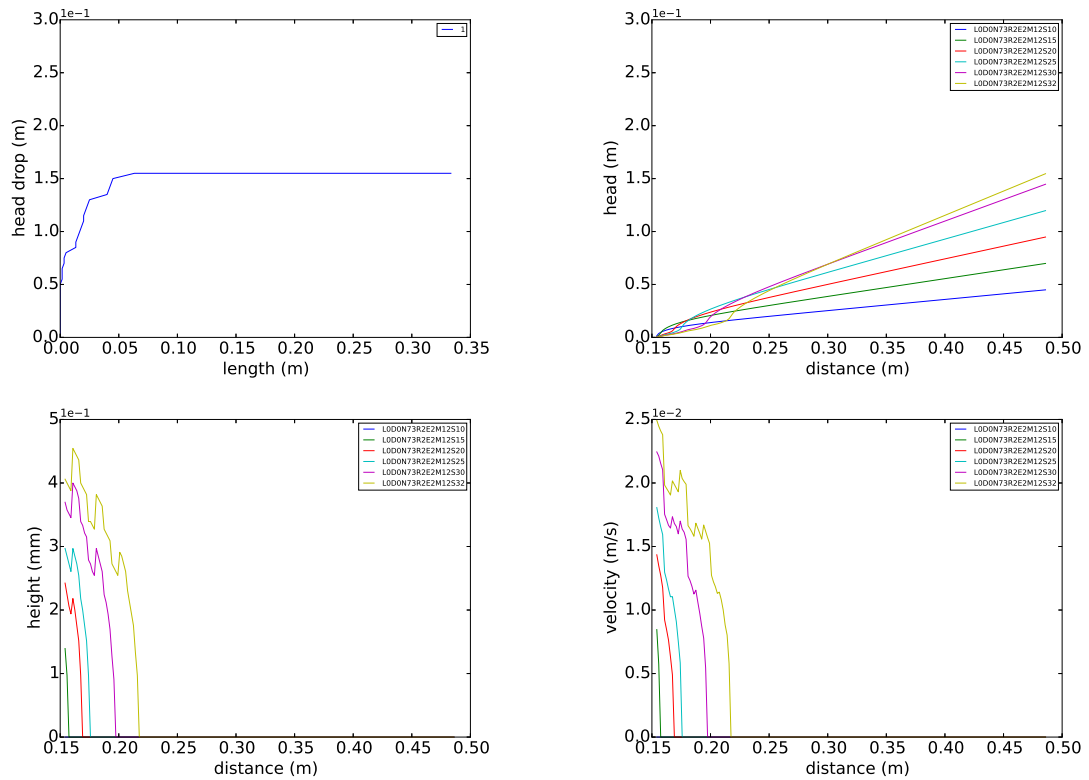 1e−1
3.0
2.5
2.0
1.5
1.0
0.5
0.0
head drop (m)
1
0.00 0.05 0.10 0.15 0.20 0.25 0.30 0.35
length (m)
1e−1
3.0
2.5
2.0
1.5
1.0
0.5
0.0
head (m)
L0D0N73R2E2M12S10
L0D0N73R2E2M12S15
L0D0N73R2E2M12S20
L0D0N73R2E2M12S25
L0D0N73R2E2M12S30
L0D0N73R2E2M12S32
0.15 0.20 0.25 0.30 0.35 0.40 0.45 0.50
distance (m)
1e−1
5
4
3
2
1
0
height (mm)
L0D0N73R2E2M12S10
L0D0N73R2E2M12S15
L0D0N73R2E2M12S20
L0D0N73R2E2M12S25
L0D0N73R2E2M12S30
L0D0N73R2E2M12S32
0.15 0.20 0.25 0.30 0.35 0.40 0.45 0.50
distance (m)
1e−2
2.5
2.0
1.5
1.0
0.5
0.0
velocity (m/s)
L0D0N73R2E2M12S10
L0D0N73R2E2M12S15
L0D0N73R2E2M12S20
L0D0N73R2E2M12S25
L0D0N73R2E2M12S30
L0D0N73R2E2M12S32
0.15 0.20 0.25 0.30 0.35 0.40 0.45 0.50
distance (m)